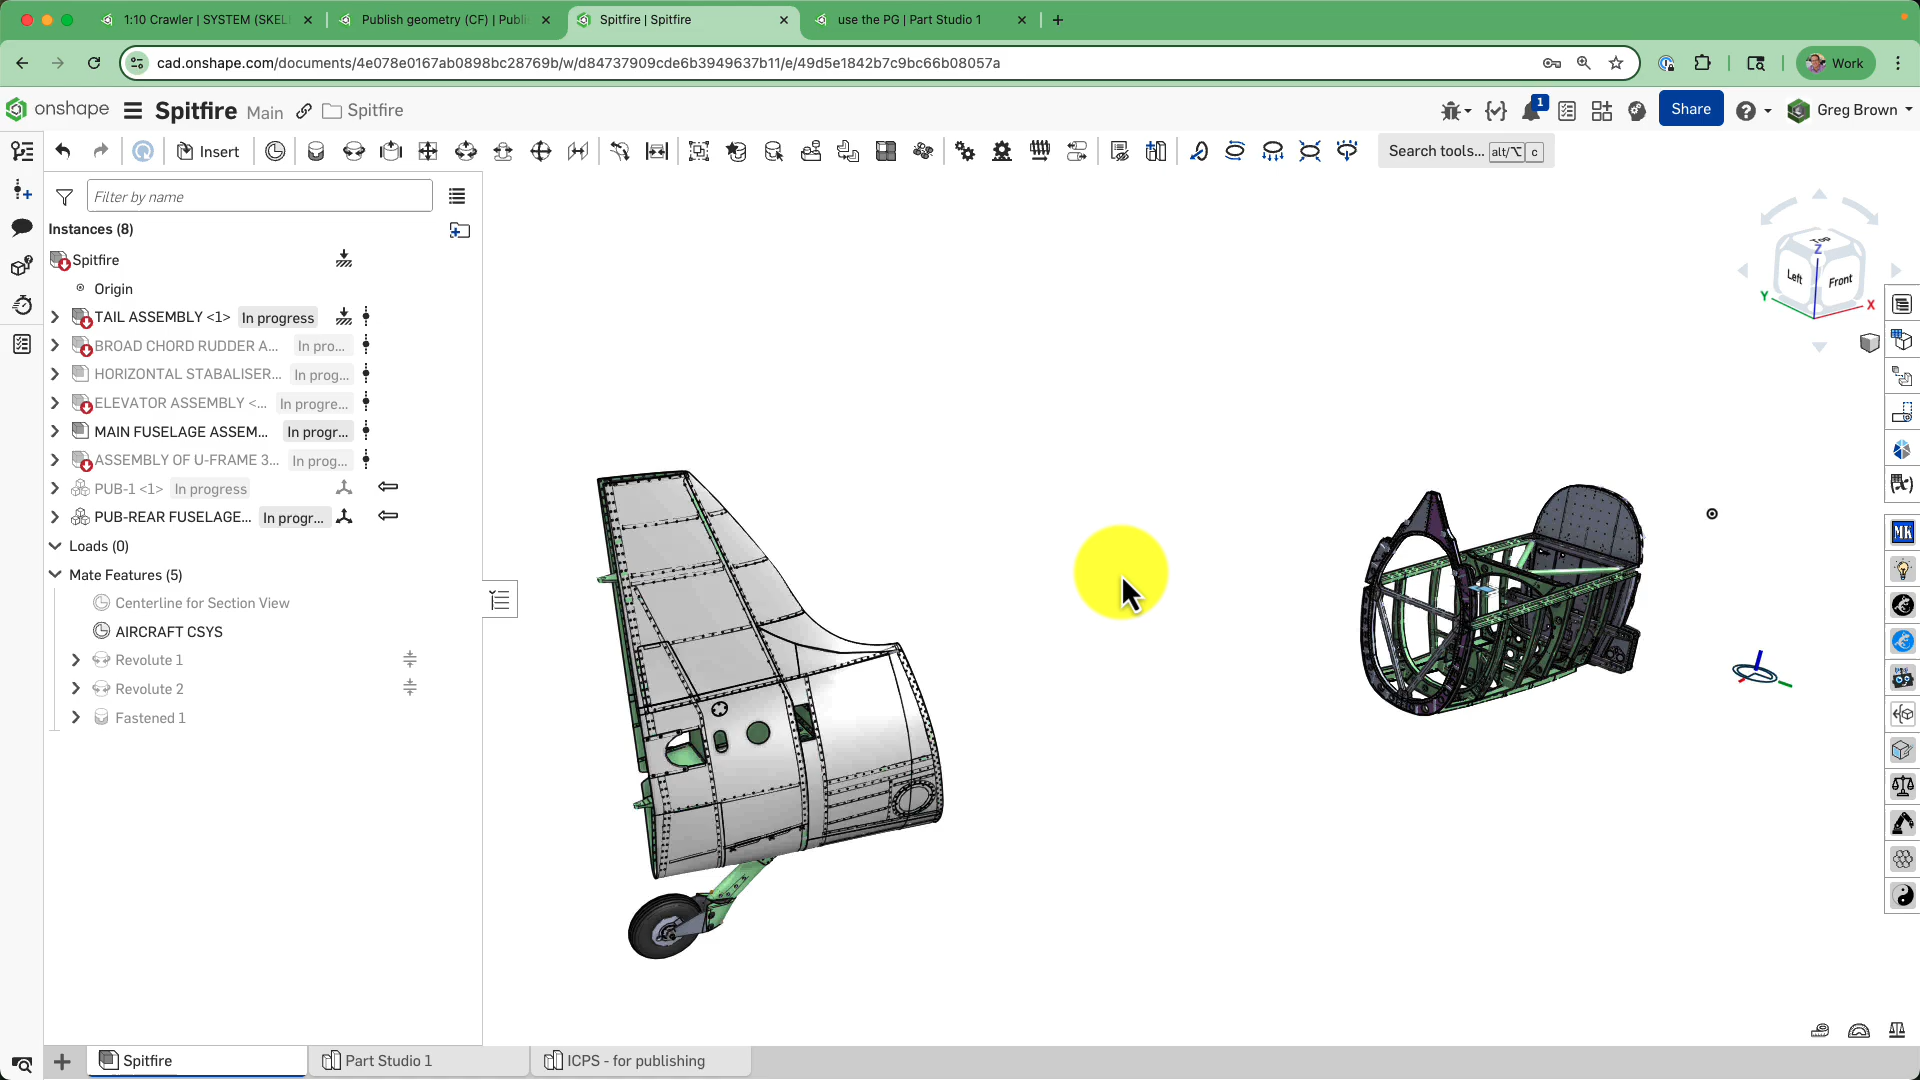 1:10 Crawler | SYSTEM (SKEL
Publish geometry (CF) | Publi
Spitfire | Spitfire
use the PG | Part Studio 1
cad.onshape.com/documents/4e078e0167ab0898bc28769b/w/d84737909cde6b3949637b11/e/49d5e1842b7c9bc66b08057a
Work
onshape
Spitfire Main
Spitfire
1
Share
Greg Brown
Insert
Search tools... alt/⌥ c
Filter by name
Instances (8)
Spitfire
Origin
TAIL ASSEMBLY <1> In progress
BROAD CHORD RUDDER A... In pro...
HORIZONTAL STABALISER... In prog...
ELEVATOR ASSEMBLY <... In progre...
MAIN FUSELAGE ASSEM... In progr...
ASSEMBLY OF U-FRAME 3... In prog...
PUB-1 <1> In progress
PUB-REAR FUSELAGE... In progr...
Loads (0)
Mate Features (5)
Centerline for Section View
AIRCRAFT CSYS
Revolute 1
Revolute 2
Fastened 1
Top
Z
Left
Front
Y
X
MK
Spitfire
Part Studio 1
ICPS - for publishing